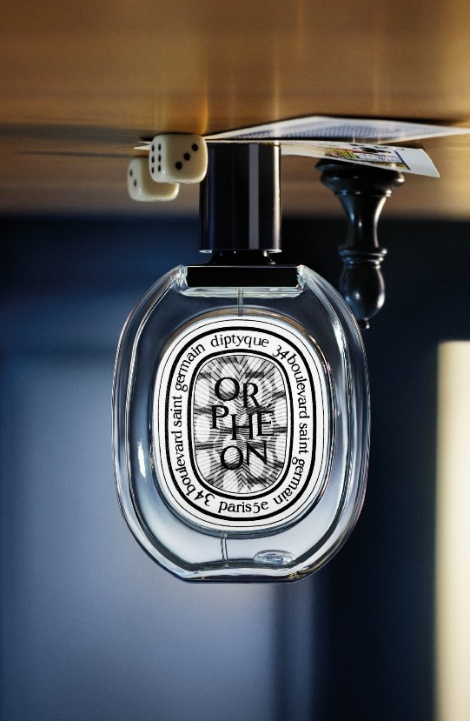 diptyque 34 boulevard saint germain paris 5e 34 boulevard saint germain
OR
PHE
ON